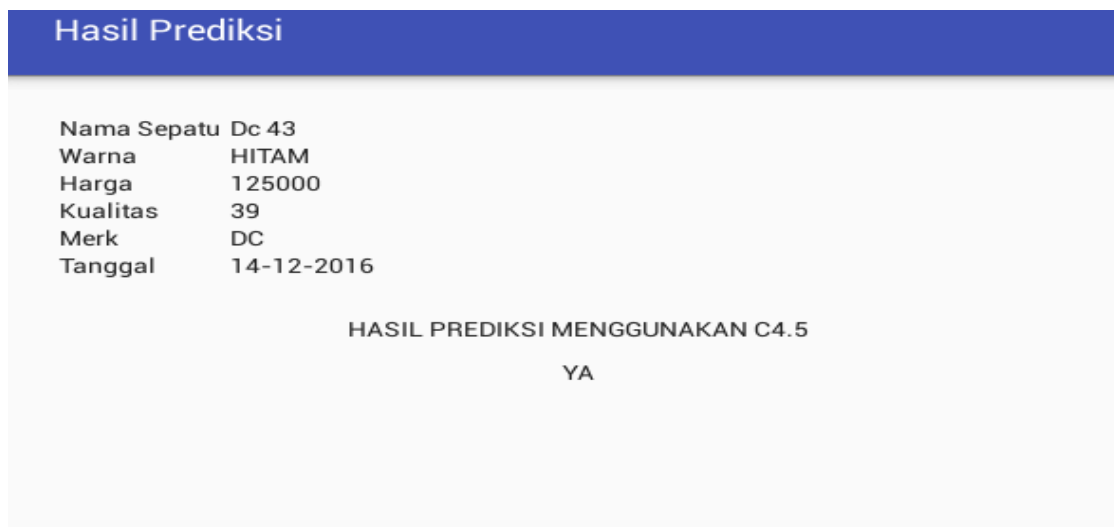 Hasil Prediksi
Nama Sepatu Dc 43
Warna HITAM
Harga 125000
Kualitas 39
Merk DC
Tanggal 14-12-2016
HASIL PREDIKSI MENGGUNAKAN C4.5
YA